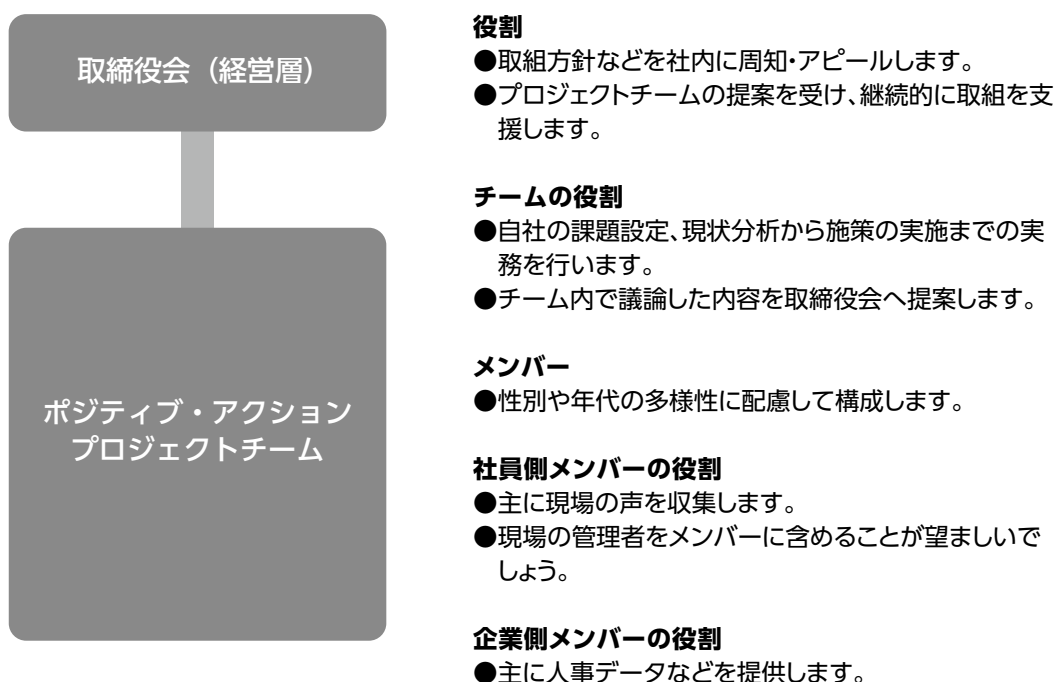 取締役会（経営層）
役割
●取組方針などを社内に周知・アピールします。
●プロジェクトチームの提案を受け、継続的に取組を支
援します。
ポジティブ・アクション
プロジェクトチーム
チームの役割
●自社の課題設定、現状分析から施策の実施までの実
務を行います。
●チーム内で議論した内容を取締役会へ提案します。
メンバー
●性別や年代の多様性に配慮して構成します。
社員側メンバーの役割
●主に現場の声を収集します。
●現場の管理者をメンバーに含めることが望ましいで
しょう。
企業側メンバーの役割
●主に人事データなどを提供します。